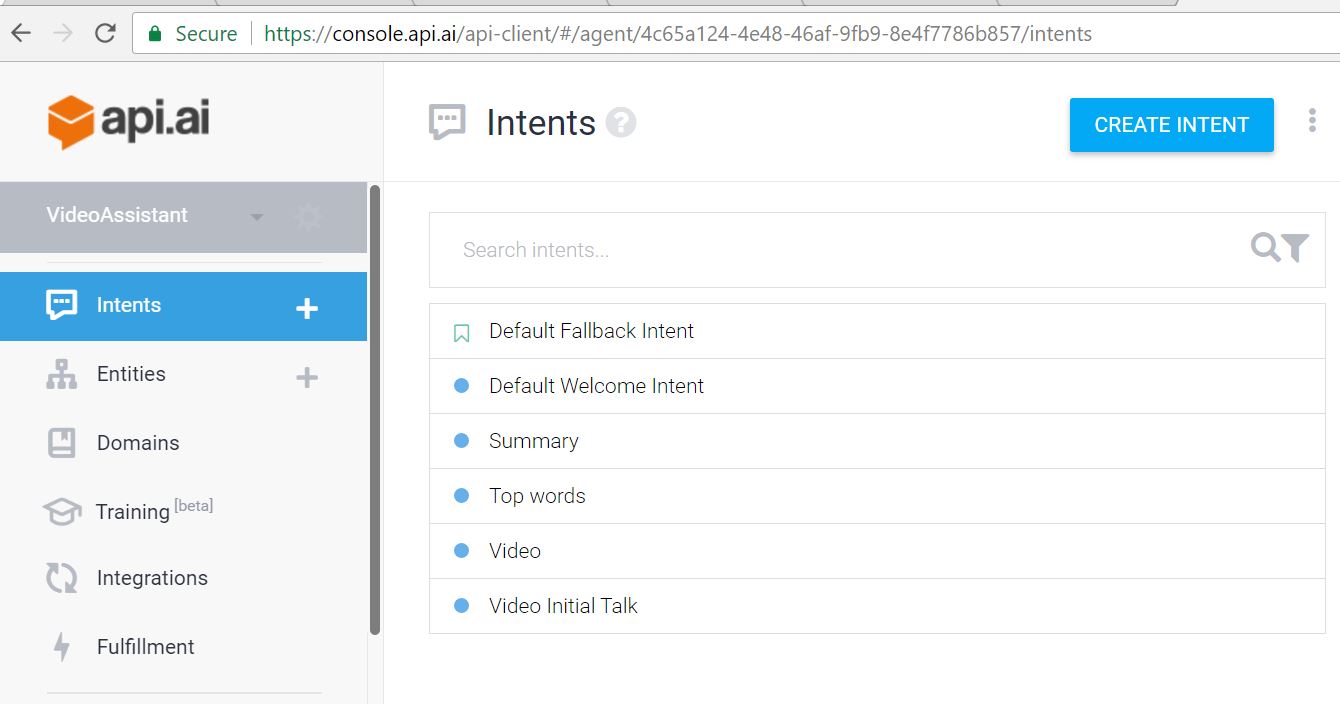 Secure https://console.api.ai/api-client/#/agent/4c65a124-4e48-46af-9fb9-8e4f7786b857/intents
api.ai
Intents ?
CREATE INTENT
VideoAssistant
Search intents...
Intents
Entities
Domains
Training [beta]
Integrations
Fulfillment
Default Fallback Intent
Default Welcome Intent
Summary
Top words
Video
Video Initial Talk